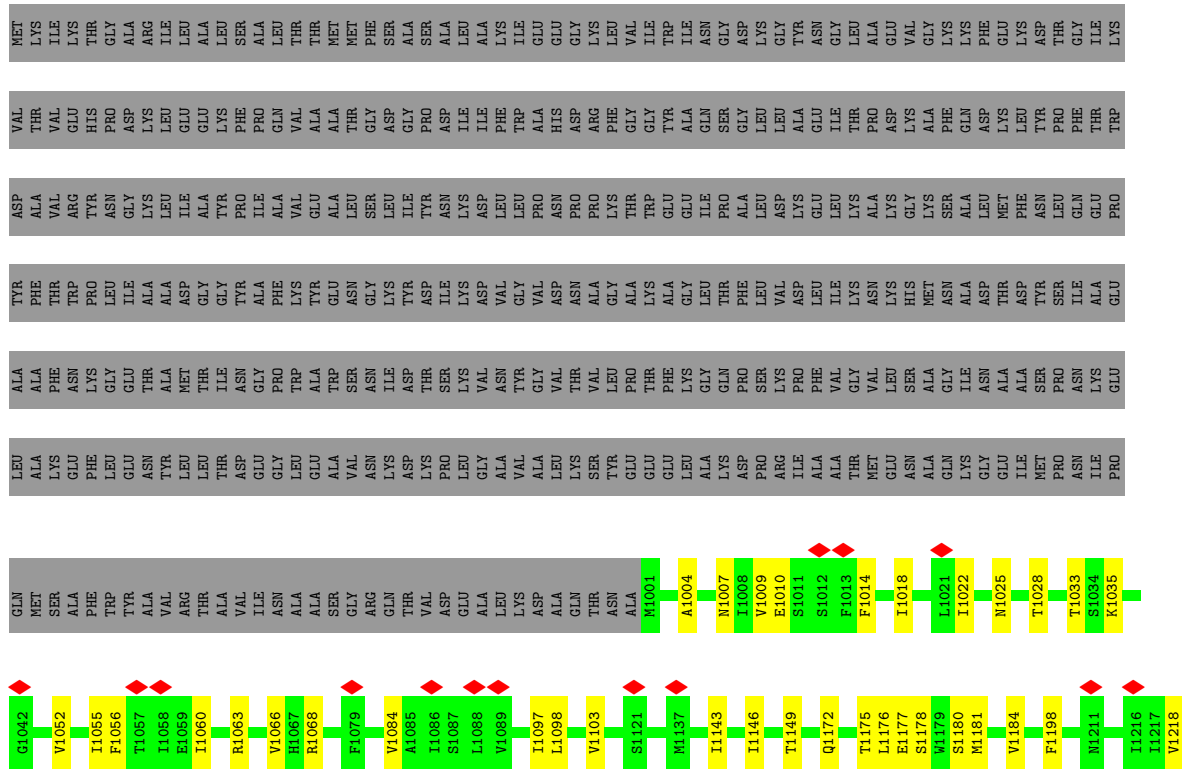 MET LYS ILE LYS THR GLY ALA ARG ILE LEU ALA LEU SER ALA LEU THR THR MET MET PHE SER ALA SER ALA LEU ALA LYS ILE GLU GLU GLY LYS LEU VAL ILE TRP ILE ASN GLY ASP LYS GLY TYR ASN GLY LEU ALA GLU VAL GLY LYS LYS PHE GLU LYS ASP THR GLY ILE LYS
VAL THR VAL GLU HIS PRO ASP LYS LEU GLU GLU LYS PHE PRO GLN VAL ALA ALA THR GLY ASP GLY PRO ASP ILE ILE PHE TRP ALA HIS ASP ARG PHE GLY GLY TYR ALA GLN SER GLY LEU LEU ALA GLU ILE THR PRO ASP LYS ALA PHE GLN ASP LYS LEU TYR PRO PHE THR TRP
ASP ALA VAL ARG TYR ASN GLY LYS LEU ILE ALA TYR PRO ILE ALA VAL GLU ALA LEU SER LEU ILE TYR ASN LYS ASP LEU LEU PRO ASN PRO PRO LYS THR TRP GLU GLU ILE PRO ALA LEU ASP LYS GLU LEU LYS ALA LYS GLY LYS SER ALA LEU MET PHE ASN LEU GLN GLU PRO
TYR PHE THR TRP PRO LEU ILE ALA ALA ASP GLY GLY TYR ALA PHE LYS TYR GLU ASN GLY LYS TYR ASP ILE LYS ASP VAL GLY VAL ASP ASN ALA GLY ALA LYS ALA GLY LEU THR PHE LEU VAL ASP LEU ILE LYS ASN LYS HIS MET ASN ALA ASP THR ASP TYR SER ILE ALA GLU
ALA ALA PHE ASN LYS GLY GLU THR ALA MET THR ILE ASN GLY PRO TRP ALA TRP SER ASN ILE ASP THR SER LYS VAL ASN TYR GLY VAL THR VAL LEU PRO THR PHE LYS GLY GLN PRO SER LYS PRO PHE VAL GLY VAL LEU SER ALA GLY ILE ASN ALA ALA SER PRO ASN LYS GLU
LEU ALA LYS GLU PHE LEU GLU ASN TYR LEU LEU THR ASP GLU GLY LEU GLU ALA VAL ASN LYS ASP LYS PRO LEU GLY ALA VAL ALA LEU LYS SER TYR GLU GLU GLU LEU ALA LYS ASP PRO ARG ILE ALA ALA THR MET GLU ASN ALA GLN LYS GLY GLU ILE MET PRO ASN ILE PRO
GLN MET SER ALA PHE TRP TYR ALA VAL ARG THR ALA VAL ILE ASN ALA ALA SER GLY ARG GLN THR VAL ASP GLU ALA LEU LYS ASP ALA GLN THR ASN ALA M1001 A1004 N1007 I1008 V1009 E1010 S1011 S1012 F1013 F1014 I1018 L1021 I1022 N1025 T1028 T1033 S1034 K1035
G1042 V1052 I1055 F1056 T1057 I1058 E1059 I1060 R1063 V1066 H1067 R1068 F1079 V1084 A1085 I1086 S1087 L1088 V1089 I1097 L1098 V1103 S1121 M1137 I1143 I1146 T1149 Q1172 T1175 L1176 E1177 S1178 W1179 S1180 M1181 V1184 F1198 N1211 I1216 I1217 V1218